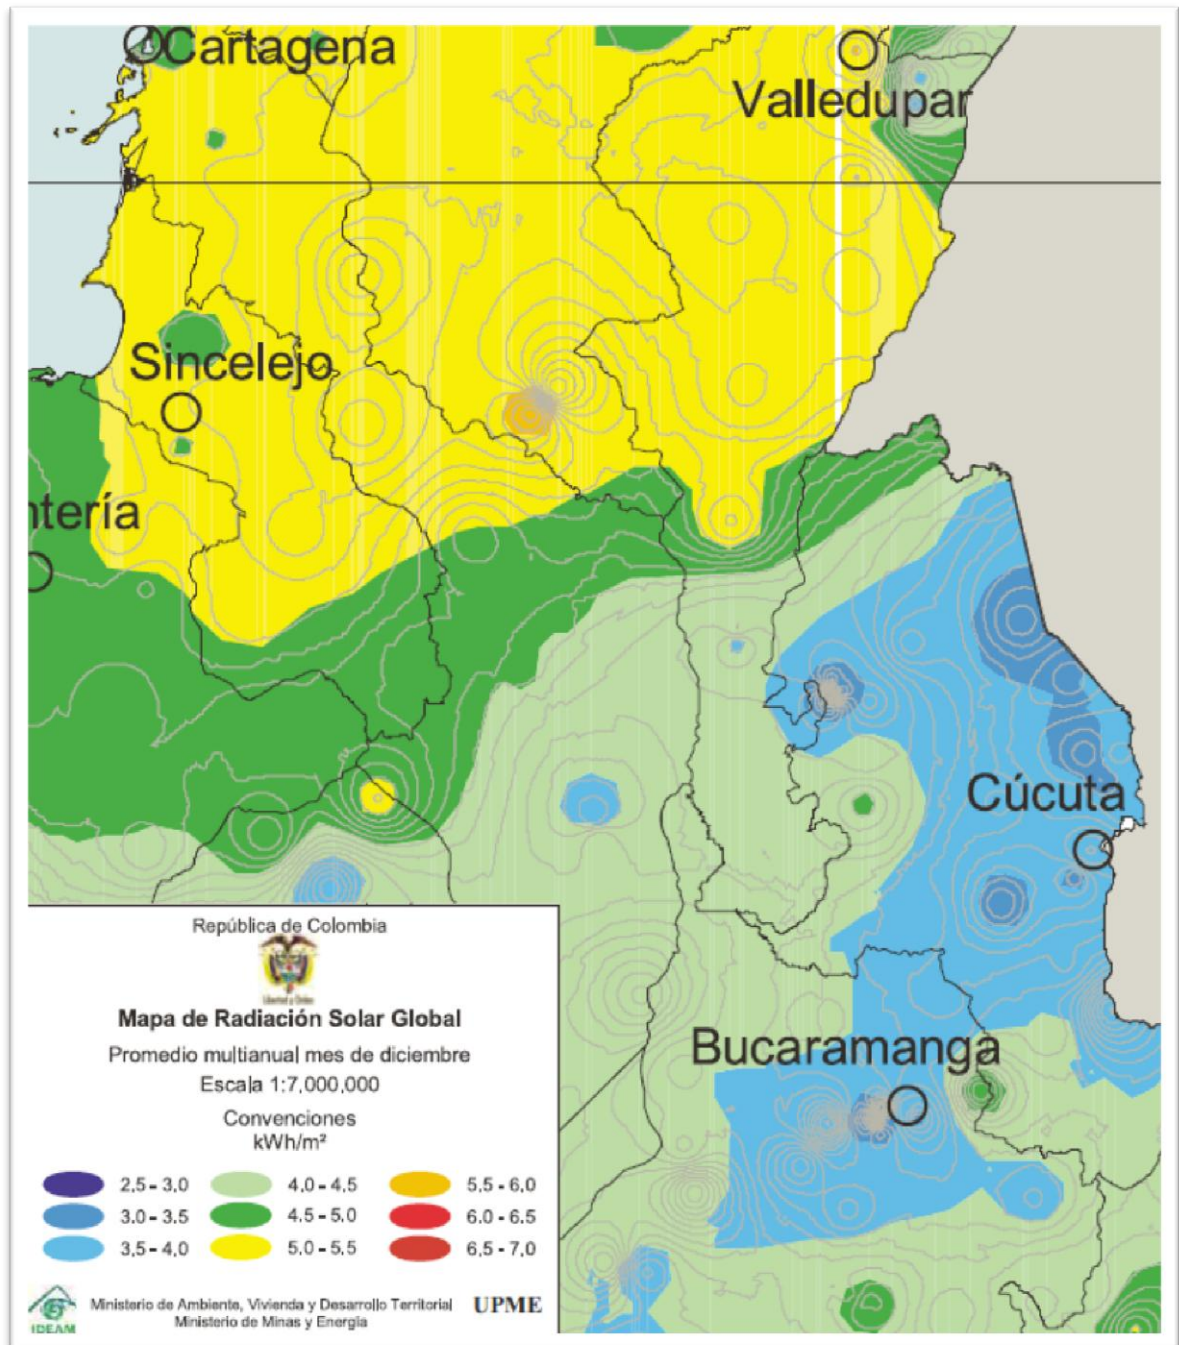 Cartagena
Valledupar
Sincelejo
ntería
Cúcuta
Bucaramanga
República de Colombia
Libertad y Orden
Mapa de Radiación Solar Global
Promedio multianual mes de diciembre
Escala 1:7,000,000
Convenciones
kWh/m²
2,5 - 3,0 4,0 - 4,5 5,5 - 6,0
3,0 - 3,5 4,5 - 5,0 6,0 - 6,5
3,5 - 4,0 5,0 - 5,5 6,5 - 7,0
IDEAM
Ministerio de Ambiente, Vivienda y Desarrollo Territorial UPME
Ministerio de Minas y Energía